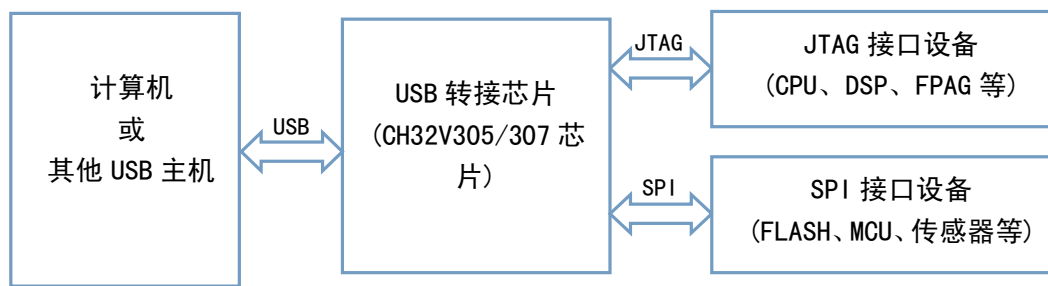 计算机
或
其他 USB 主机
USB
USB 转接芯片
(CH32V305/307 芯
片)
JTAG
JTAG 接口设备
(CPU、DSP、FPAG 等)
SPI
SPI 接口设备
(FLASH、MCU、传感器等)